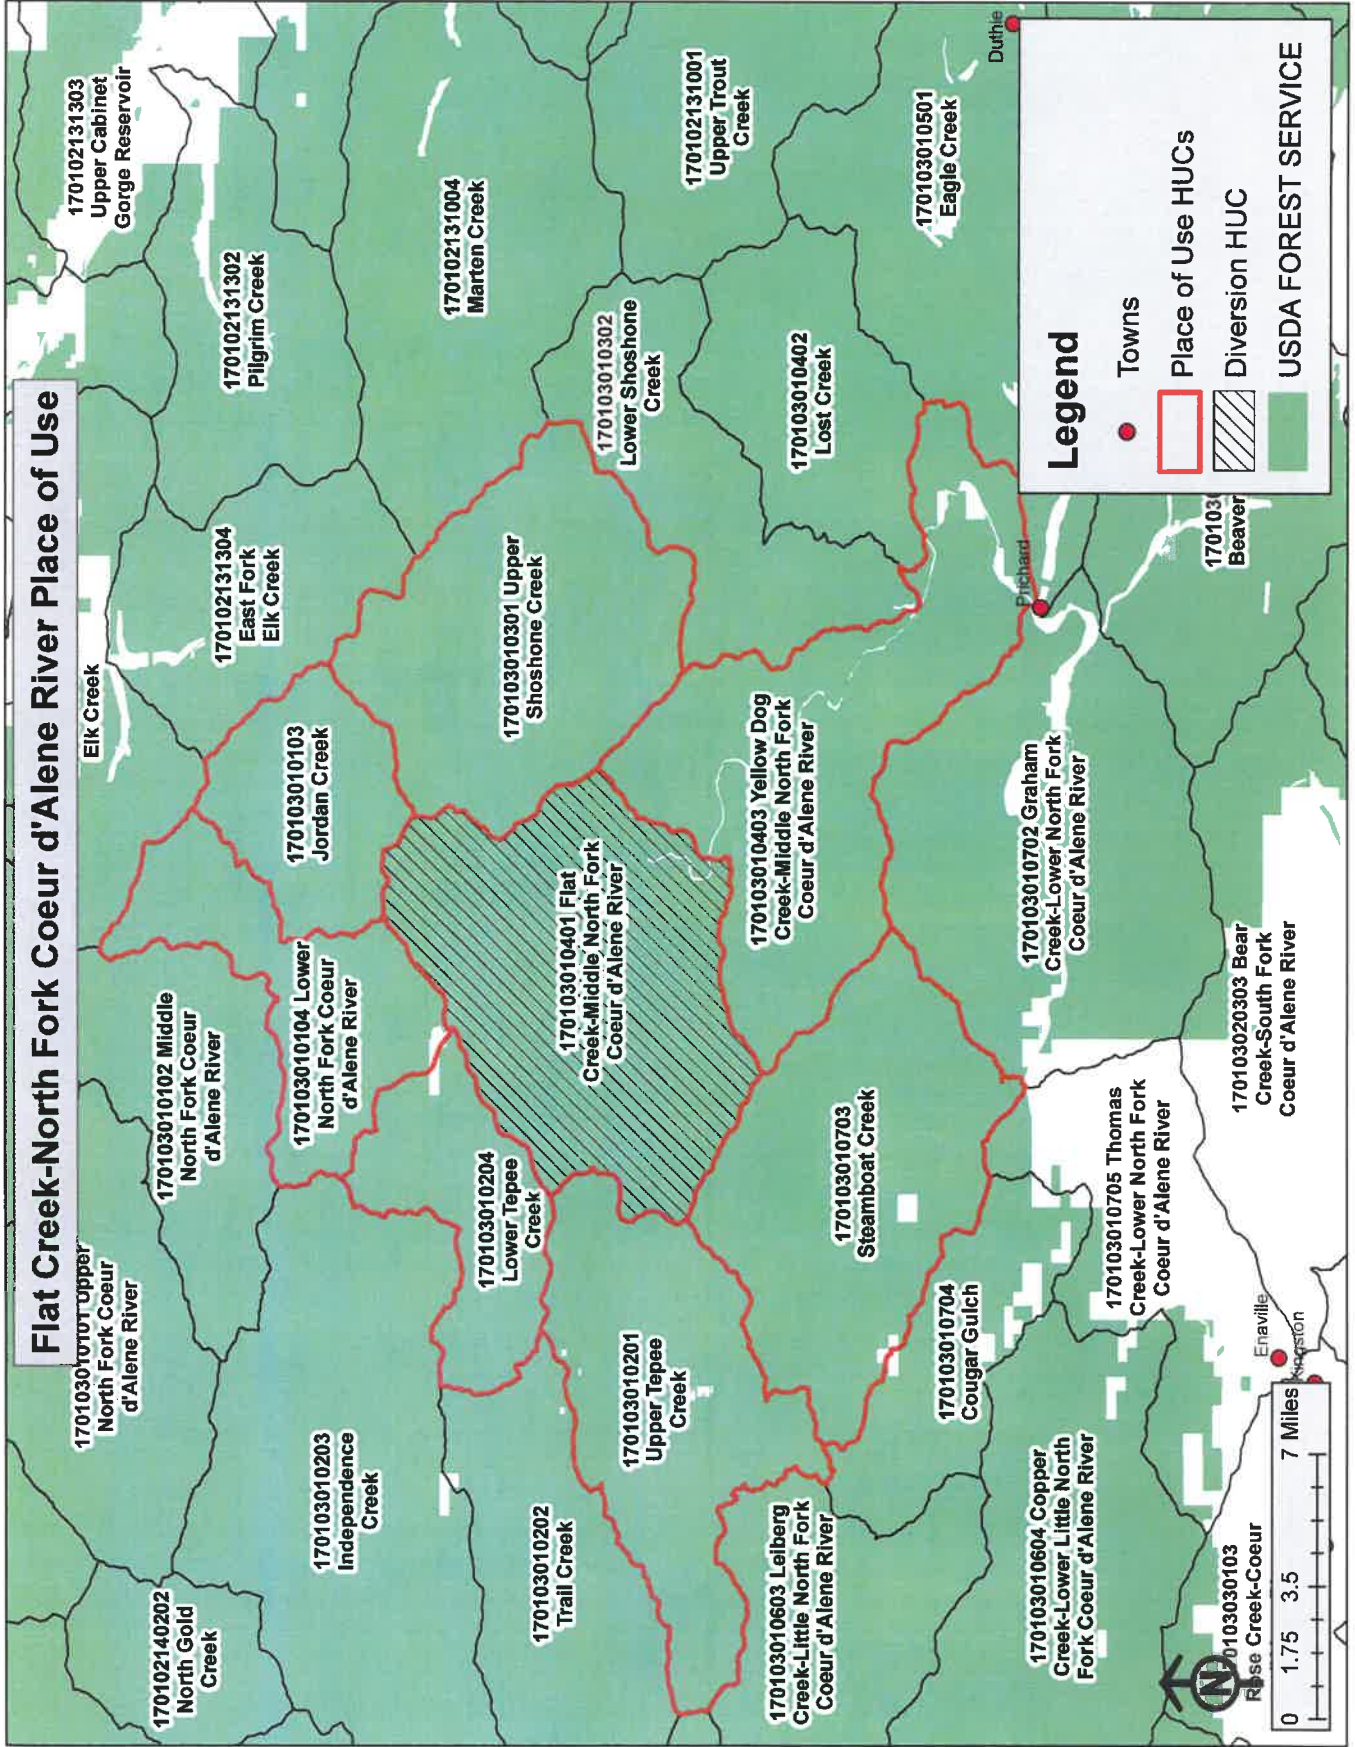 Flat Creek-North Fork Coeur d'Alene River Place of Use
170102131303
Upper Cabinet
Gorge Reservoir
Elk Creek
170102131302
Pilgrim Creek
170102131304
East Fork
Elk Creek
170103010101 Upper
North Fork Coeur
d'Alene River
170103010102 Middle
North Fork Coeur
d'Alene River
170102140202
North Gold
Creek
170103010203
Independence
Creek
170103010104 Lower
North Fork Coeur
d'Alene River
170103010103
Jordan Creek
170102131004
Marten Creek
170103010204
Lower Tepee
Creek
170103010301 Upper
Shoshone Creek
170103010202
Trail Creek
170103010401 Flat
Creek-Middle North Fork
Coeur d'Alene River
170103010302
Lower Shoshone
Creek
170102131001
Upper Trout
Creek
170103010201
Upper Tepee
Creek
170103010402
Lost Creek
170103010403 Yellow Dog
Creek-Middle North Fork
Coeur d'Alene River
170103010603 Leiberg
Creek-Little North Fork
Coeur d'Alene River
170103010703
Steamboat Creek
170103010501
Eagle Creek
Duthie
170103010704
Cougar Gulch
Prichard
170103010702 Graham
Creek-Lower North Fork
Coeur d'Alene River
170103010604 Copper
Creek-Lower Little North
Fork Coeur d'Alene River
170103010705 Thomas
Creek-Lower North Fork
Coeur d'Alene River
170103020303 Bear
Creek-South Fork
Coeur d'Alene River
1701030
Beaver
Enaville
Kingston
7010303010103
Rose Creek-Coeur
N
0 1.75 3.5 7 Miles
Legend
Towns
Place of Use HUCs
Diversion HUC
USDA FOREST SERVICE